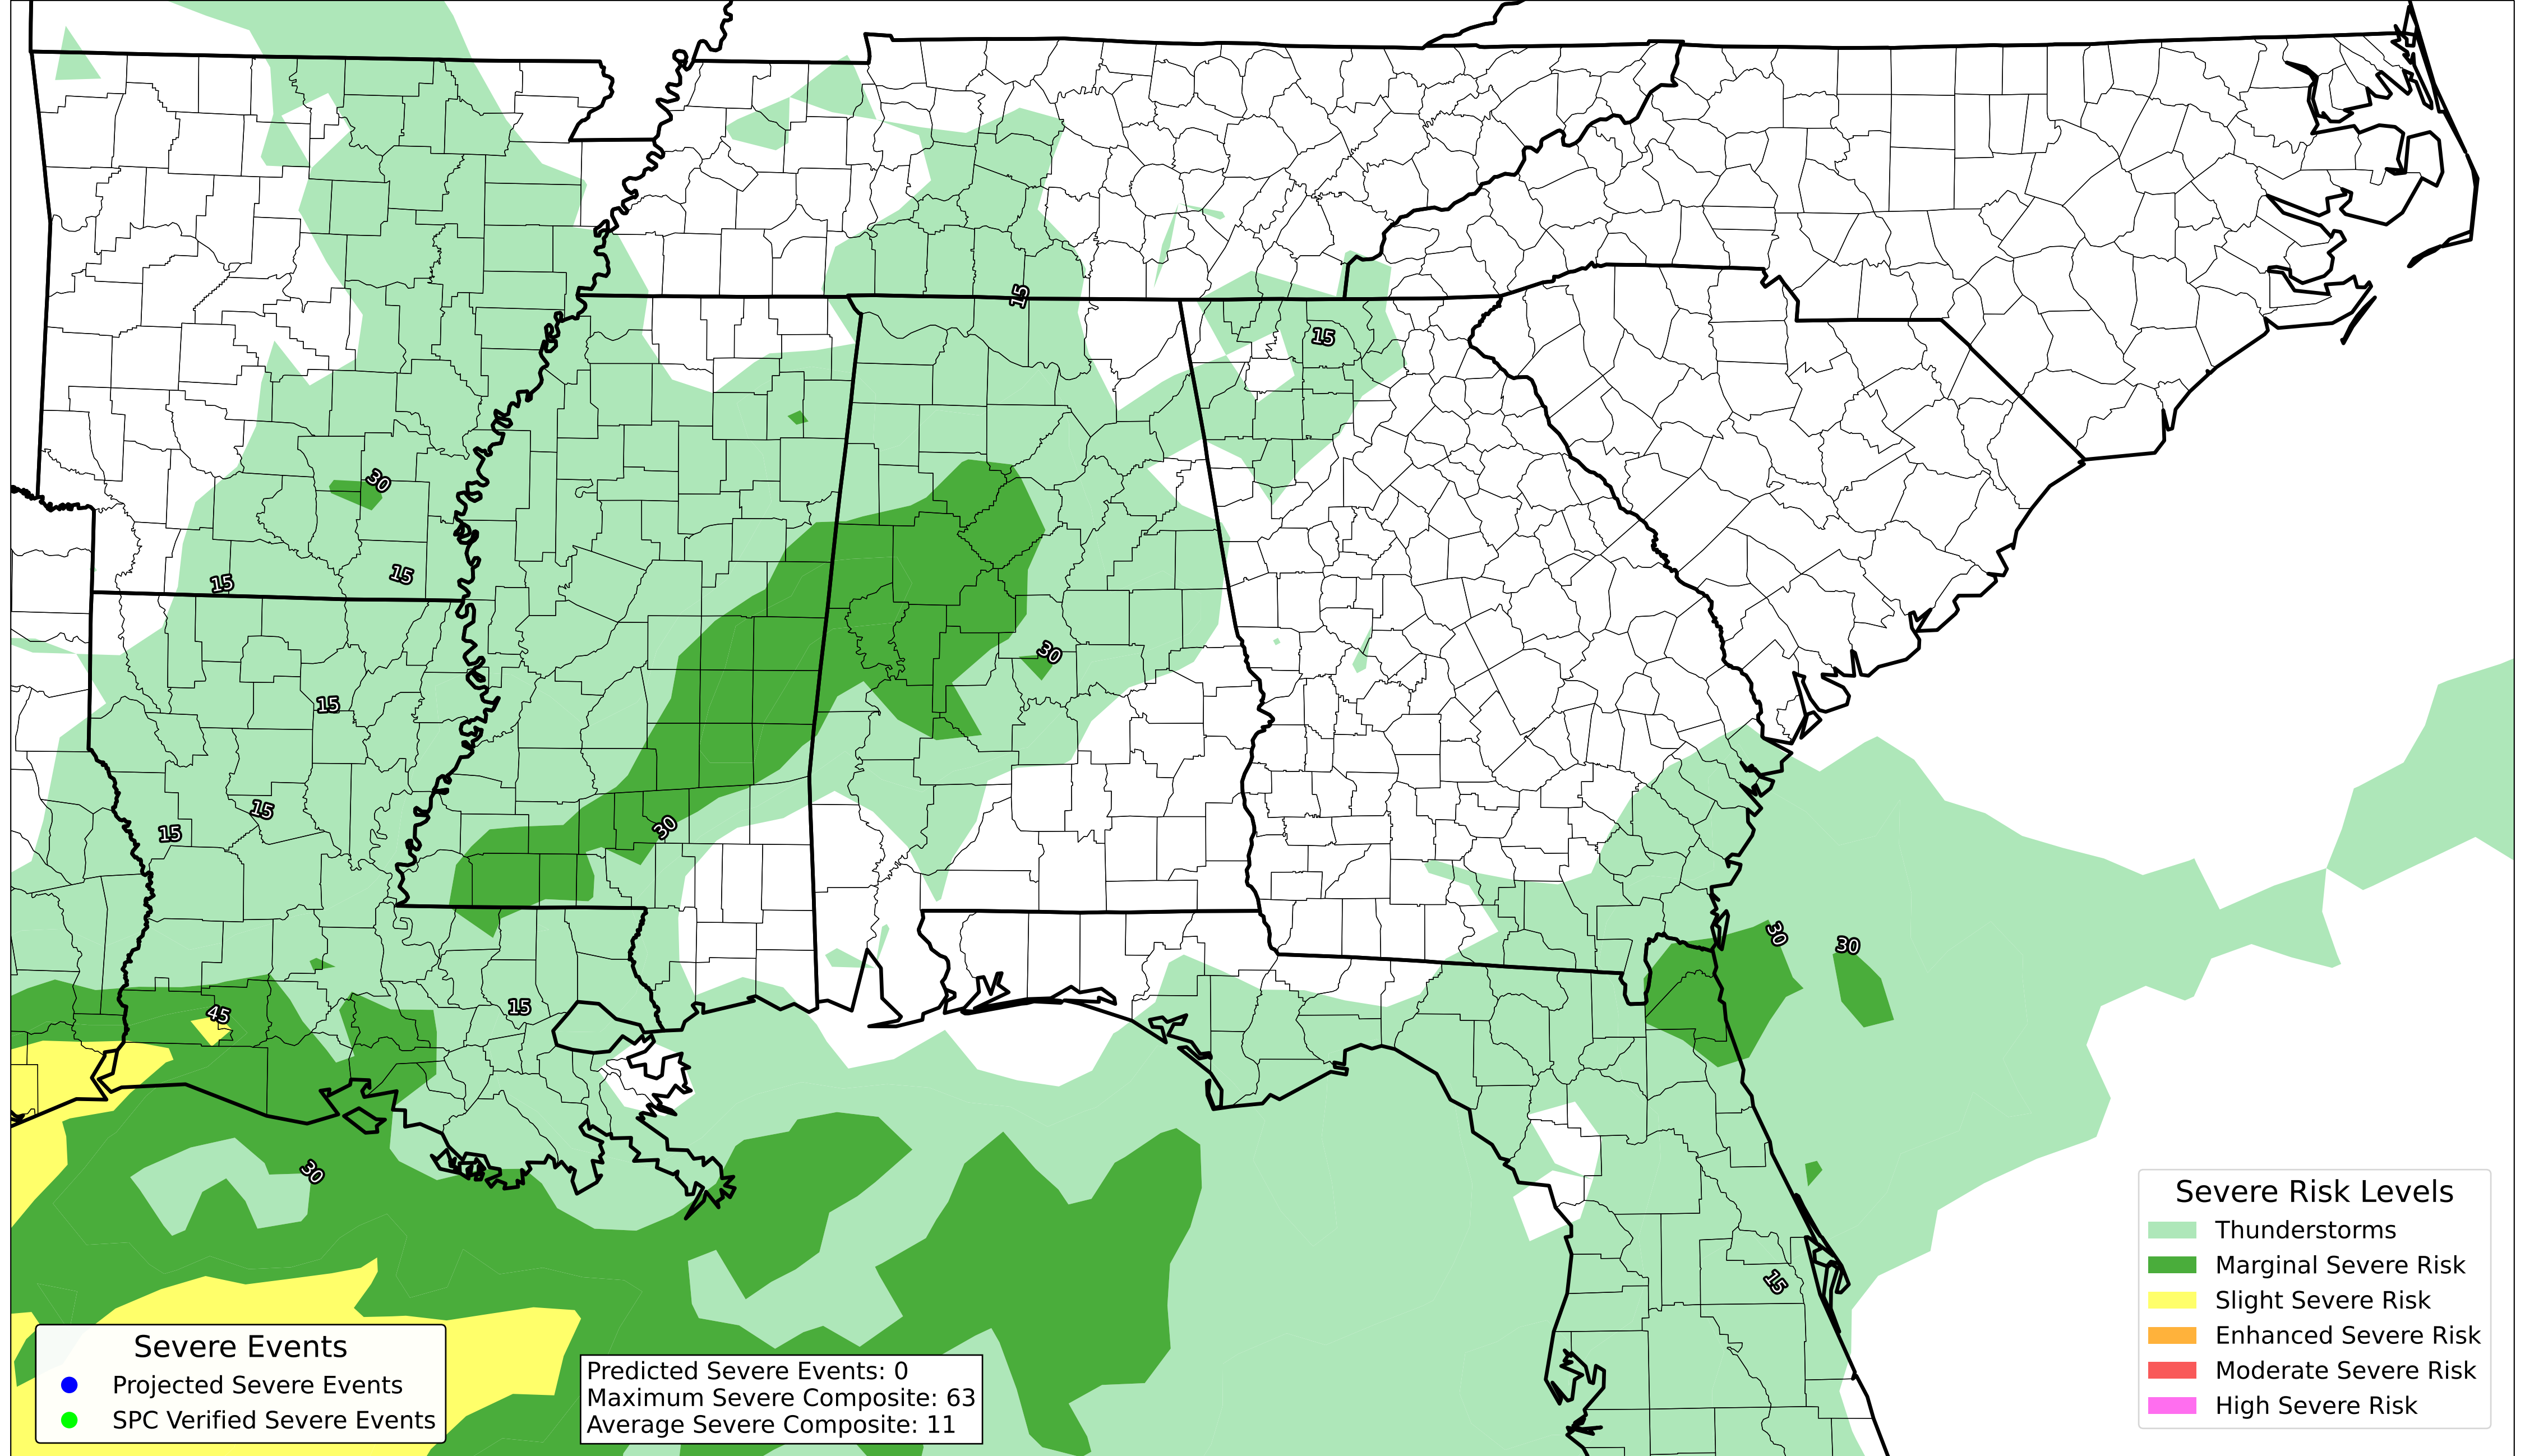 15
15
30
15
15
30
15
15
15
30
30
30
45
15
30
15
Severe Risk Levels
Thunderstorms
Marginal Severe Risk
Slight Severe Risk
Enhanced Severe Risk
Moderate Severe Risk
High Severe Risk
Severe Events
Projected Severe Events
SPC Verified Severe Events
Predicted Severe Events: 0
Maximum Severe Composite: 63
Average Severe Composite: 11